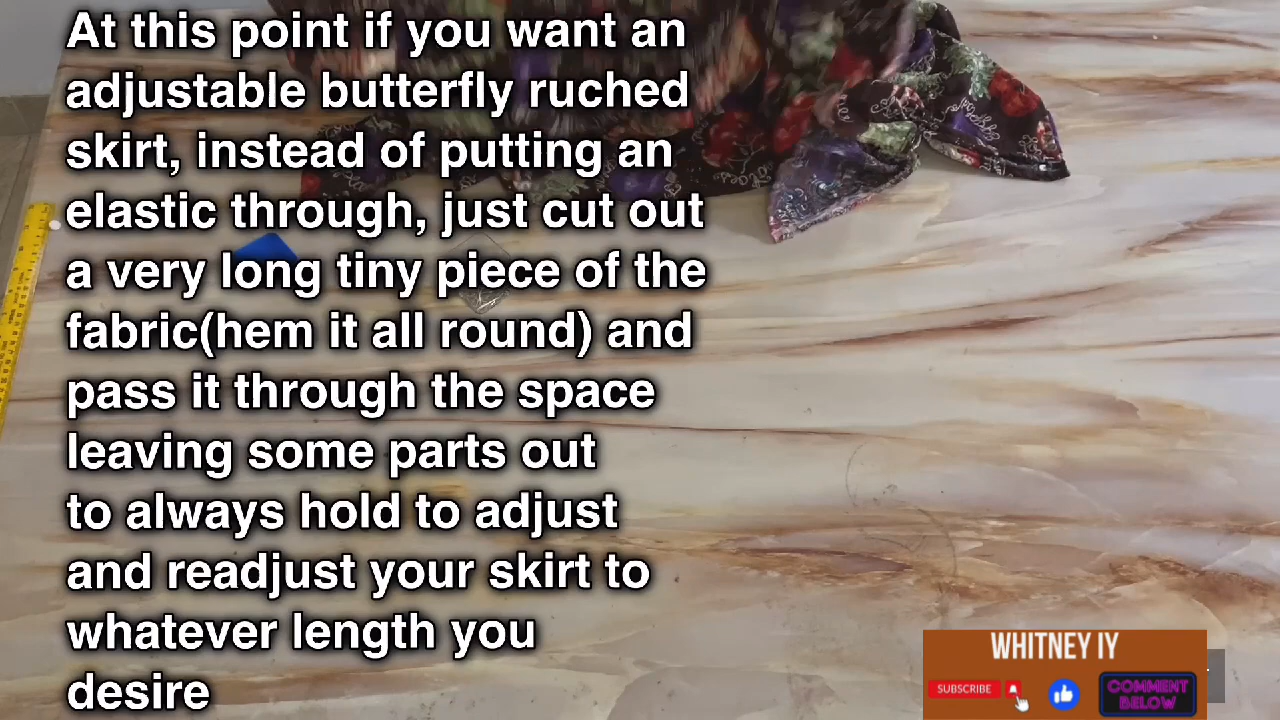 At this point if you want an
adjustable butterfly ruched
skirt, instead of putting an
elastic through, just cut out
a very long tiny piece of the
fabric(hem it all round) and
pass it through the space
leaving some parts out
to always hold to adjust
and readjust your skirt to
whatever length you
desire
WHITNEY IY
SUBSCRIBE
COMMENT
BELOW